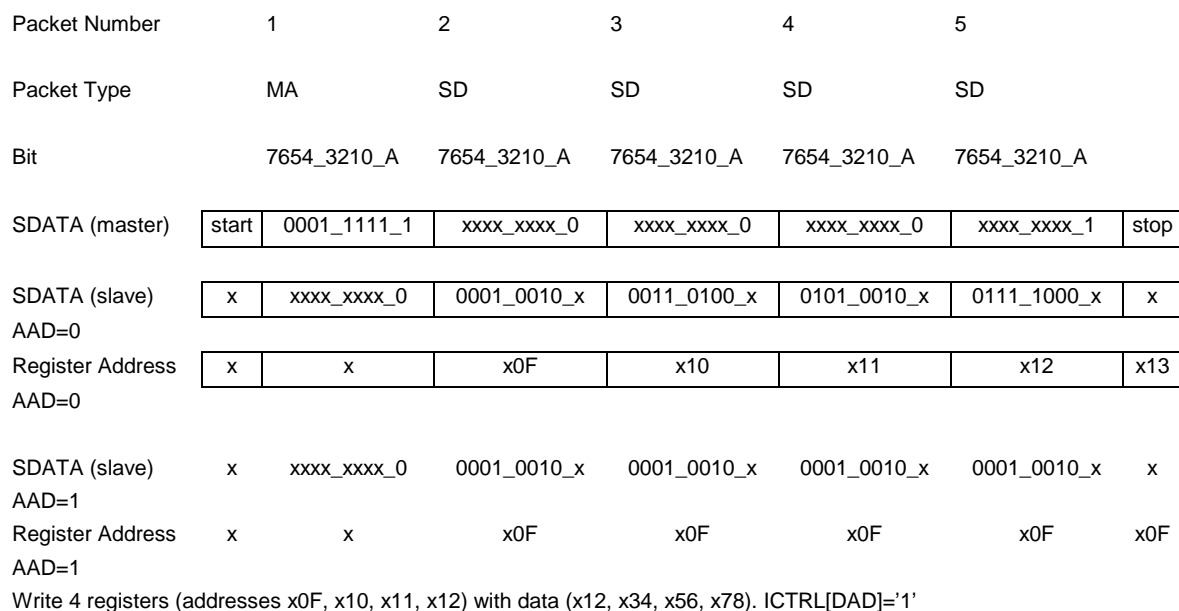 Packet Number 1 2 3 4 5
Packet Type MA SD SD SD SD
Bit 7654_3210_A 7654_3210_A 7654_3210_A 7654_3210_A 7654_3210_A
SDATA (master) start 0001_1111_1 xxxx_xxxx_0 xxxx_xxxx_0 xxxx_xxxx_0 xxxx_xxxx_1 stop
SDATA (slave) x xxxx_xxxx_0 0001_0010_x 0011_0100_x 0101_0010_x 0111_1000_x x
AAD=0
Register Address x x x0F x10 x11 x12 x13
AAD=0
SDATA (slave) x xxxx_xxxx_0 0001_0010_x 0001_0010_x 0001_0010_x 0001_0010_x x
AAD=1
Register Address x x x0F x0F x0F x0F x0F
AAD=1
Write 4 registers (addresses x0F, x10, x11, x12) with data (x12, x34, x56, x78). ICTRL[DAD]='1'